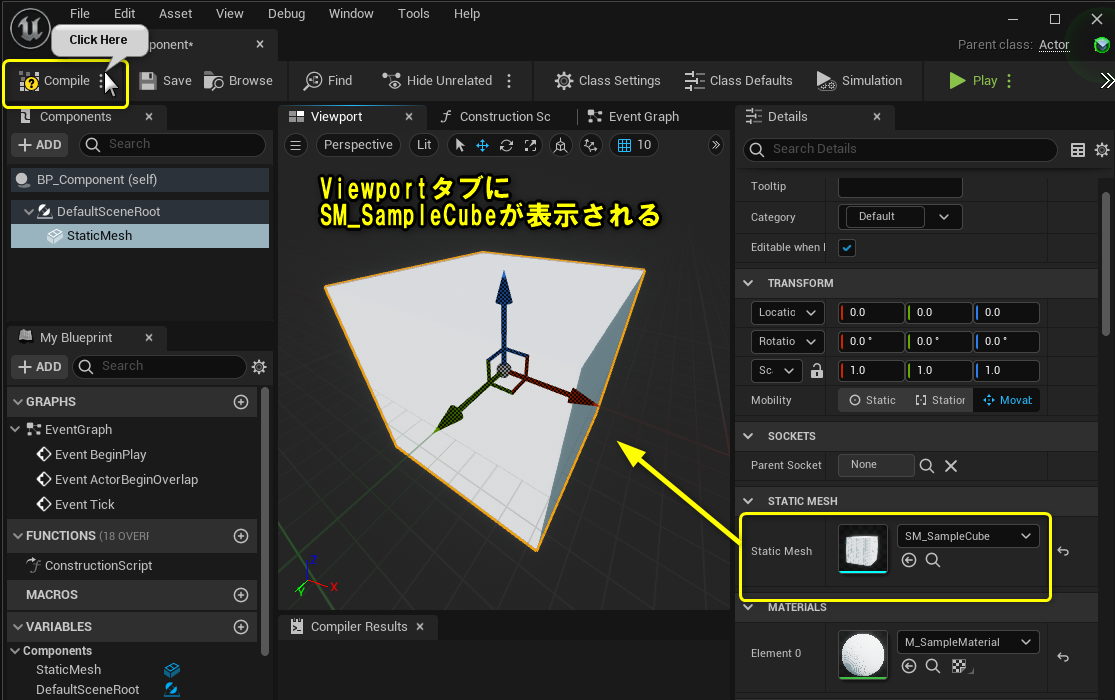 File Edit Asset View Debug Window Tools Help
Click Here
ponent*
Parent class: Actor
Compile Save Browse Find Hide Unrelated Class Settings Class Defaults Simulation Play
Components
Viewport Construction Sc Event Graph
Details
ADD Search
Perspective Lit 10
Search Details
BP_Component (self)
DefaultSceneRoot
StaticMesh
Viewportタブに
SM_SampleCubeが表示される
Tooltip
Category Default
Editable when I
TRANSFORM
Locatio 0.0 0.0 0.0
Rotatio 0.0 ° 0.0 ° 0.0 °
Sc 1.0 1.0 1.0
Mobility Static Station Movab
SOCKETS
Parent Socket None
STATIC MESH
Static Mesh SM_SampleCube
MATERIALS
Element 0 M_SampleMaterial
My Blueprint
ADD Search
GRAPHS
EventGraph
Event BeginPlay
Event ActorBeginOverlap
Event Tick
FUNCTIONS (18 OVERR
ConstructionScript
MACROS
VARIABLES
Components
StaticMesh
DefaultSceneRoot
Z
X
Y
Compiler Results